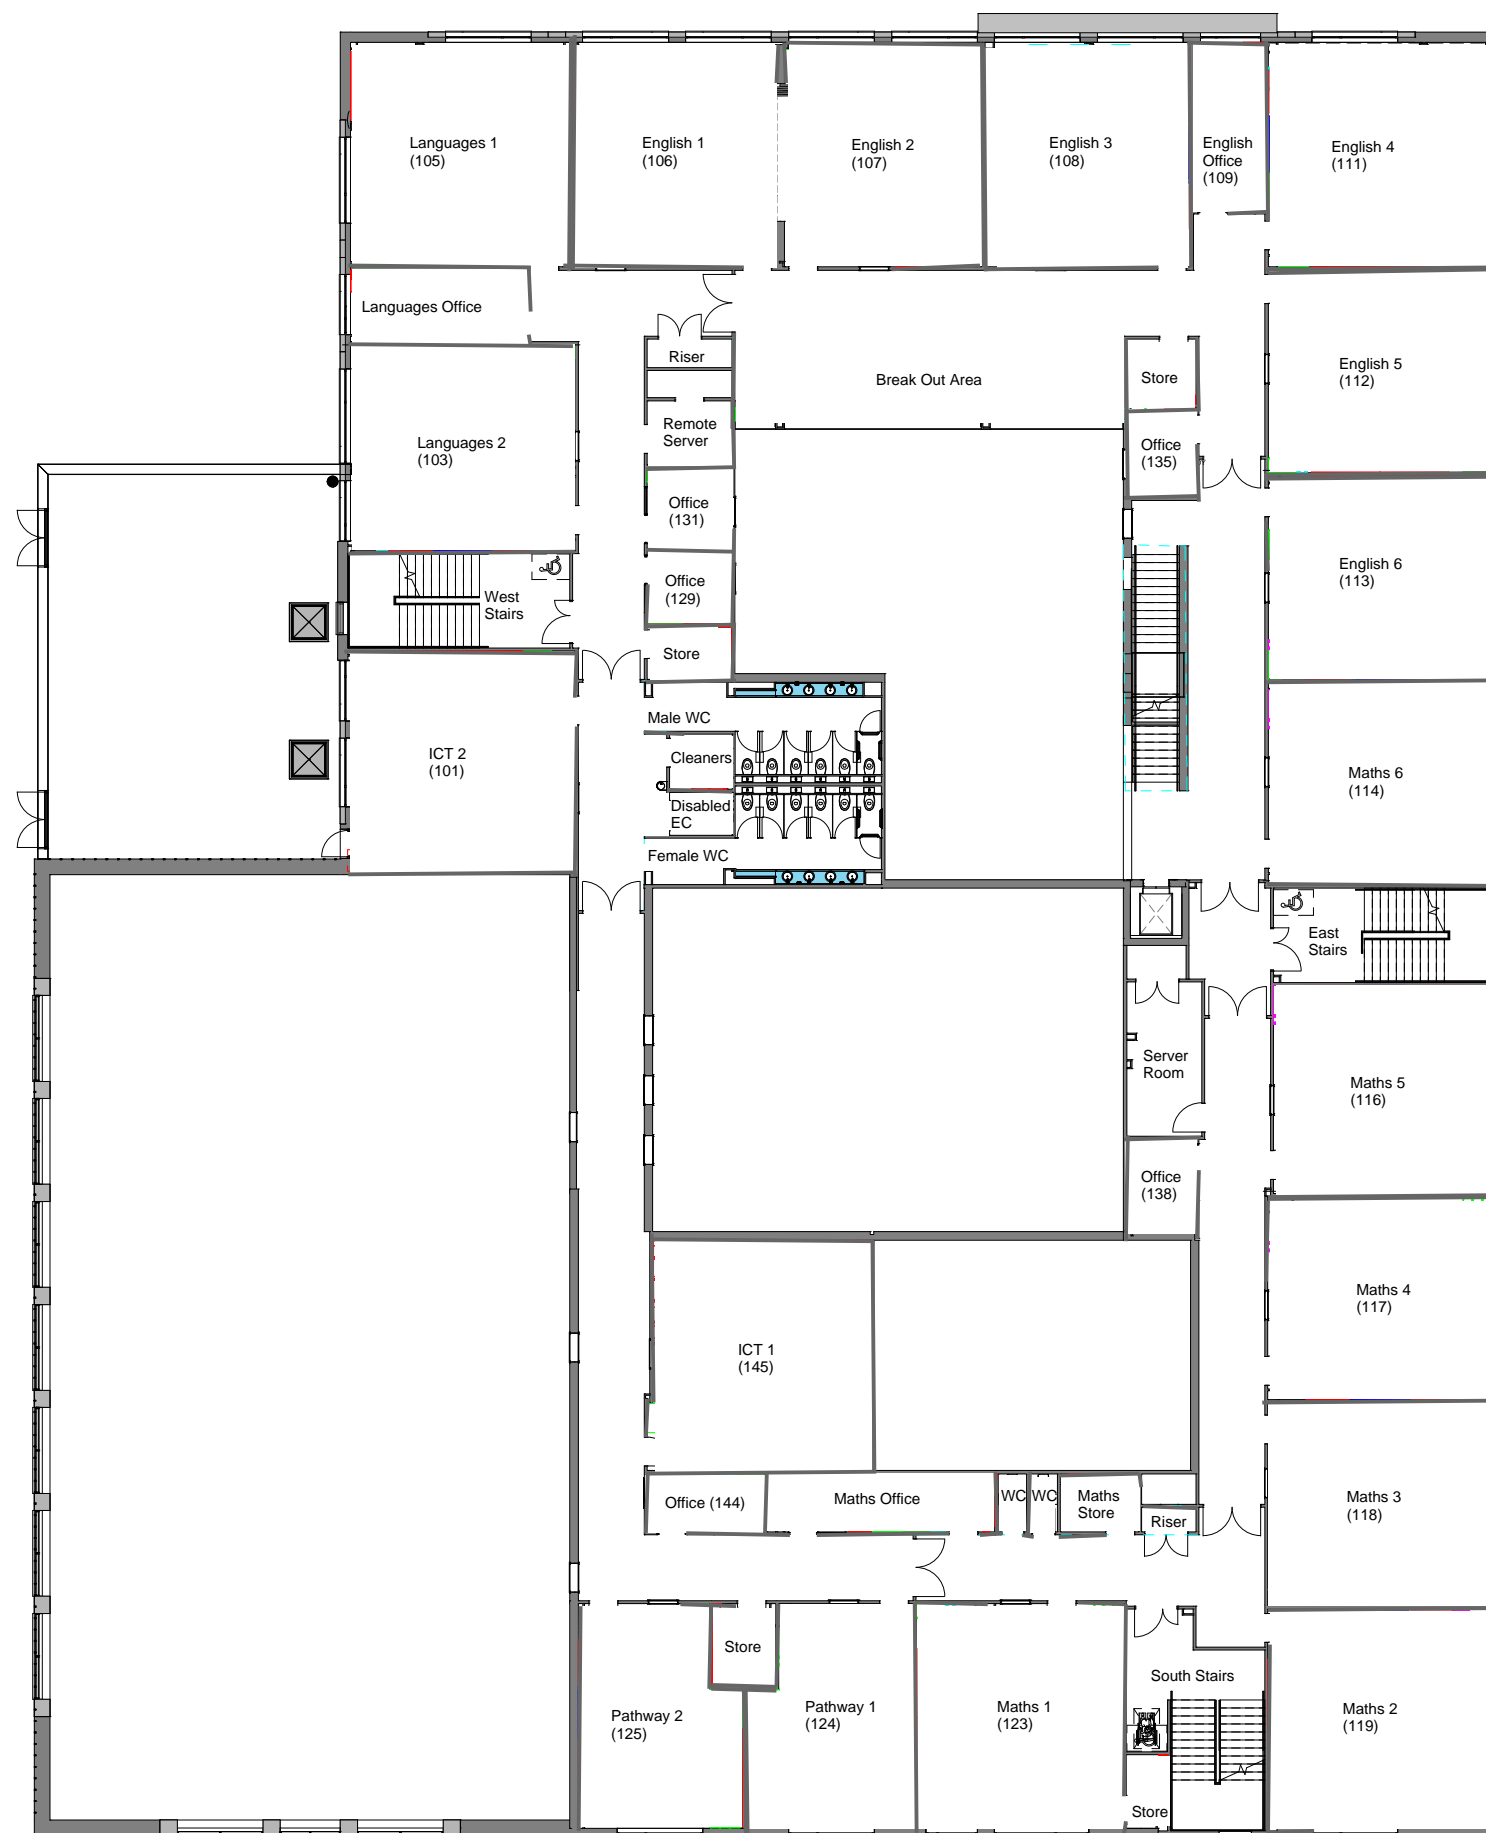 Languages 1
(105)
English 1
(106)
English 2
(107)
English 3
(108)
English
Office
(109)
English 4
(111)
Languages Office
Riser
Break Out Area
Store
English 5
(112)
Languages 2
(103)
Remote
Server
Office
(135)
Office
(131)
English 6
(113)
West
Stairs
Office
(129)
Store
Male WC
ICT 2
(101)
Cleaners
Maths 6
(114)
Disabled
EC
Female WC
East
Stairs
Server
Room
Maths 5
(116)
Office
(138)
Maths 4
(117)
ICT 1
(145)
Office (144)
Maths Office
WC
WC
Maths
Store
Riser
Maths 3
(118)
Store
South Stairs
Pathway 2
(125)
Pathway 1
(124)
Maths 1
(123)
Maths 2
(119)
Store